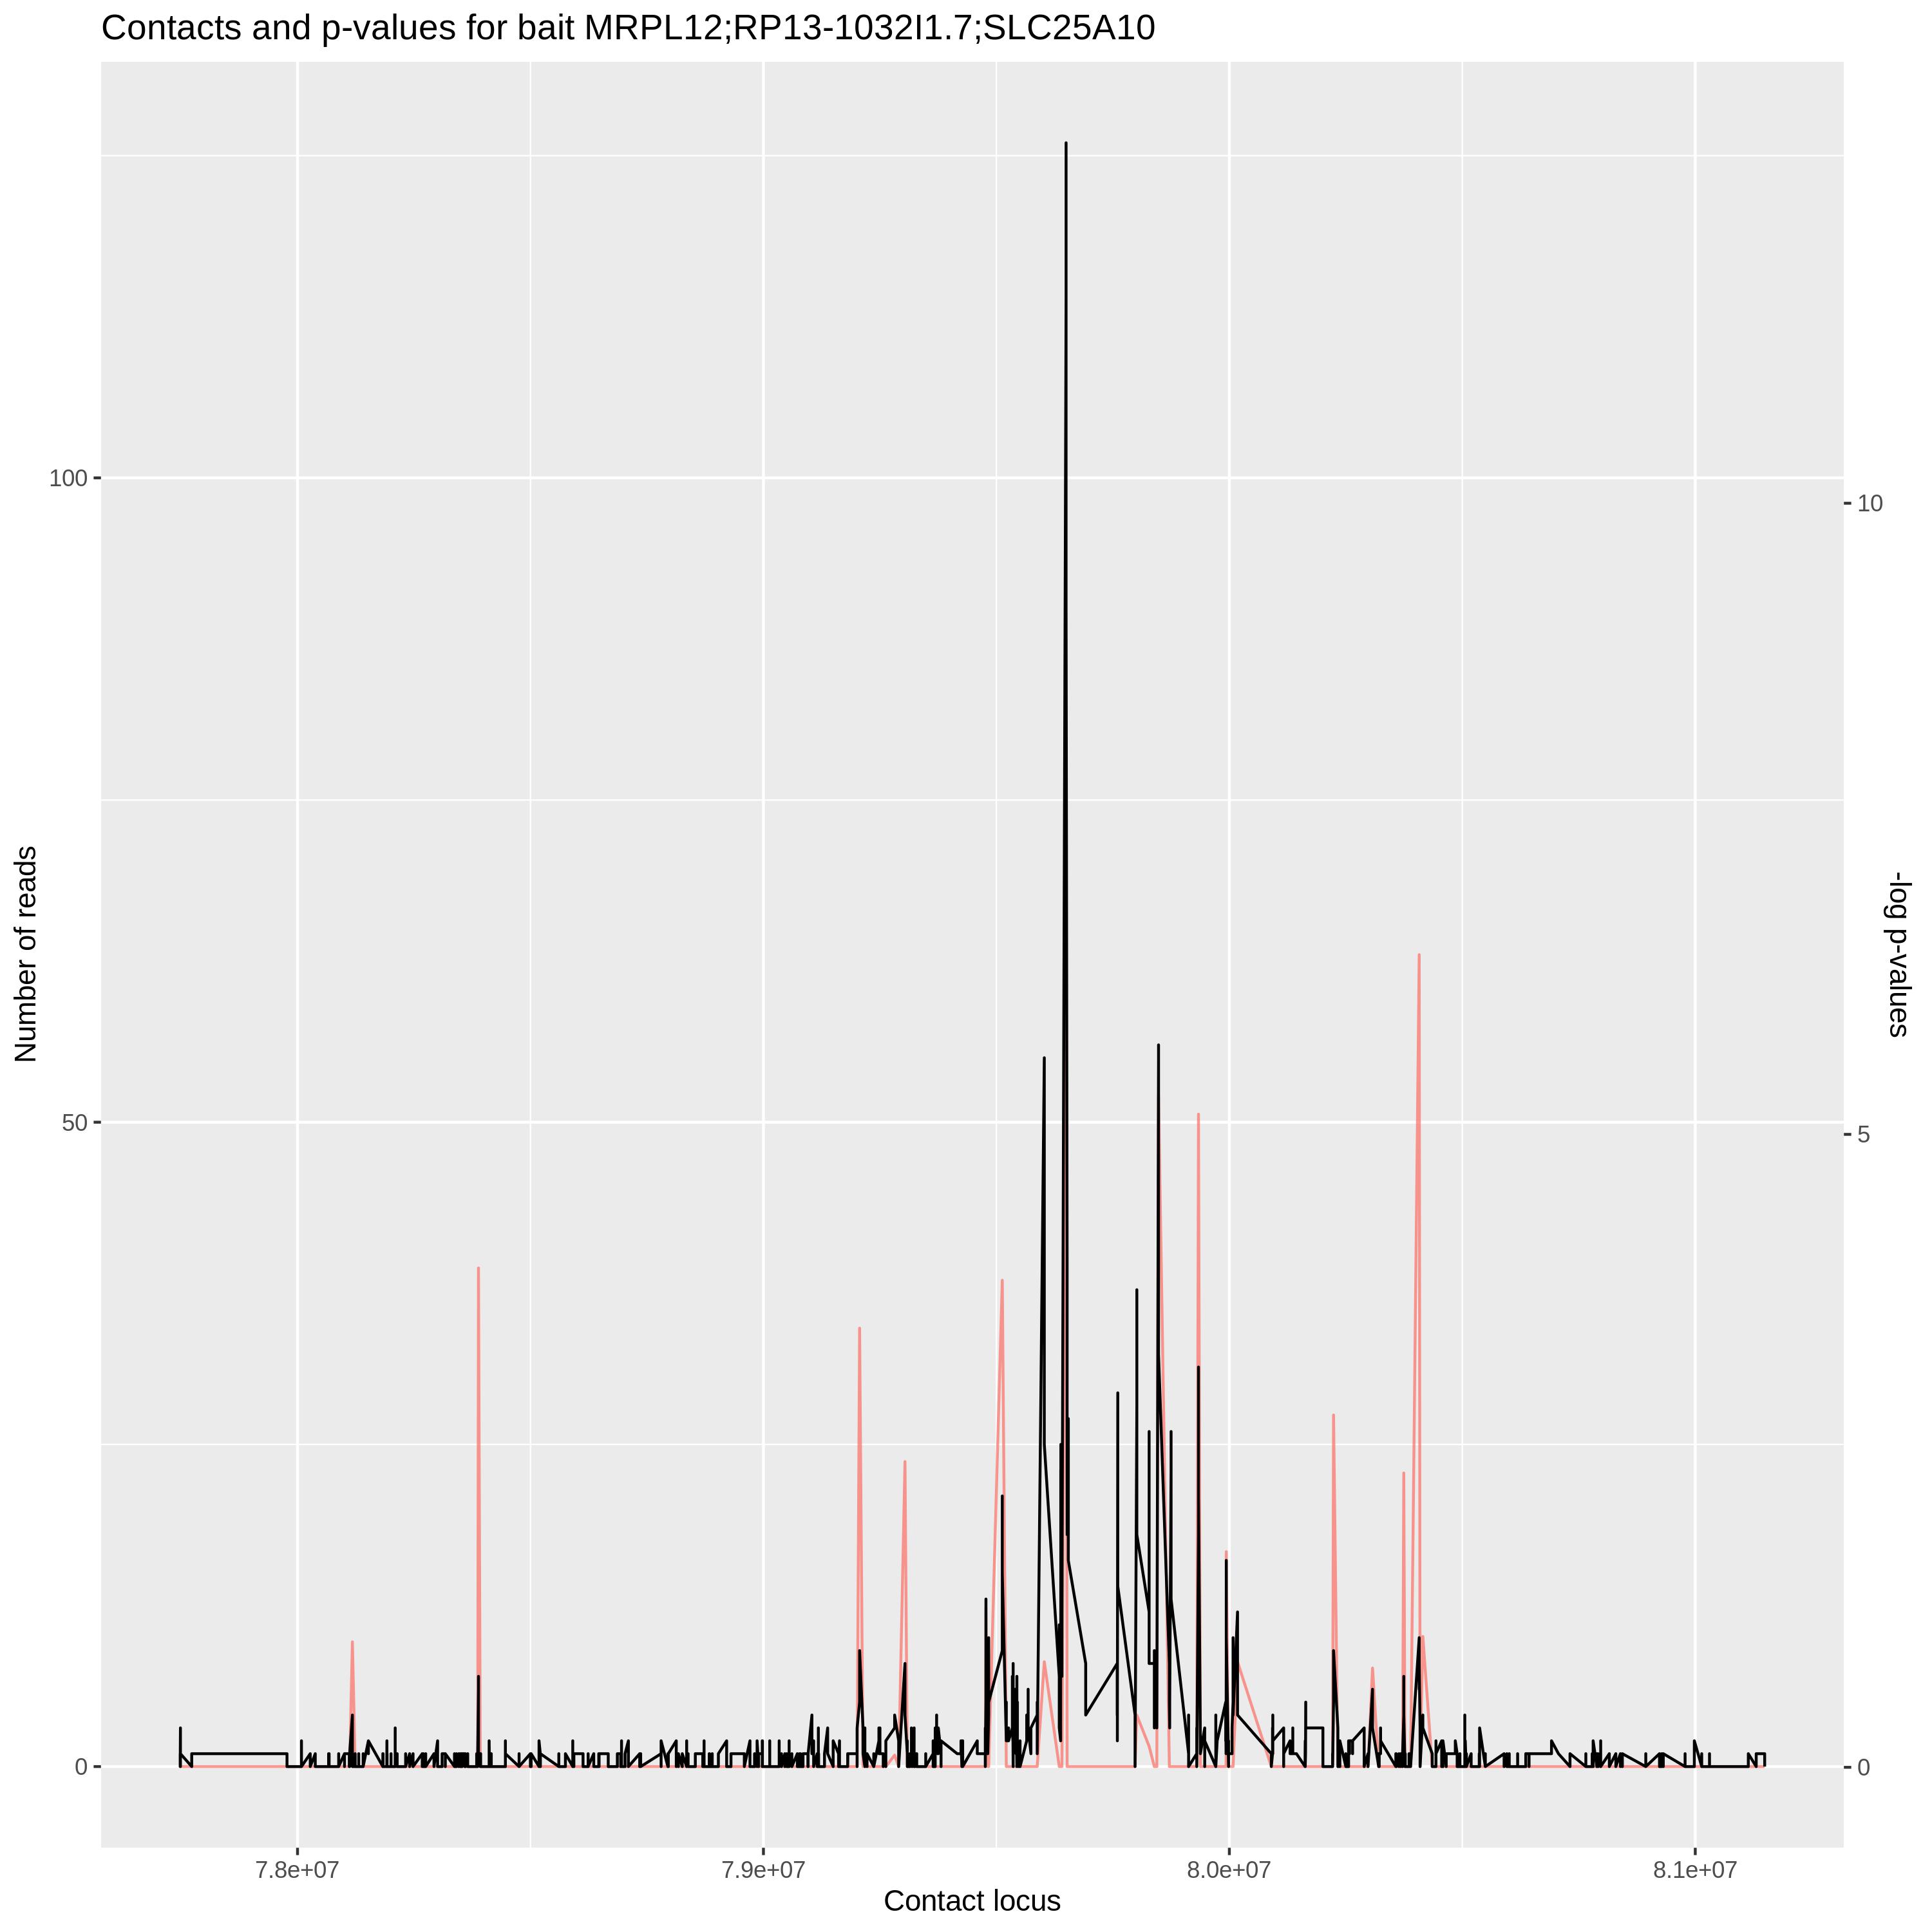 Contacts and p-values for bait MRPL12;RP13-1032I1.7;SLC25A10
100
50
0
Number of reads
10
5
0
-log p-values
7.8e+07
7.9e+07
8.0e+07
8.1e+07
Contact locus